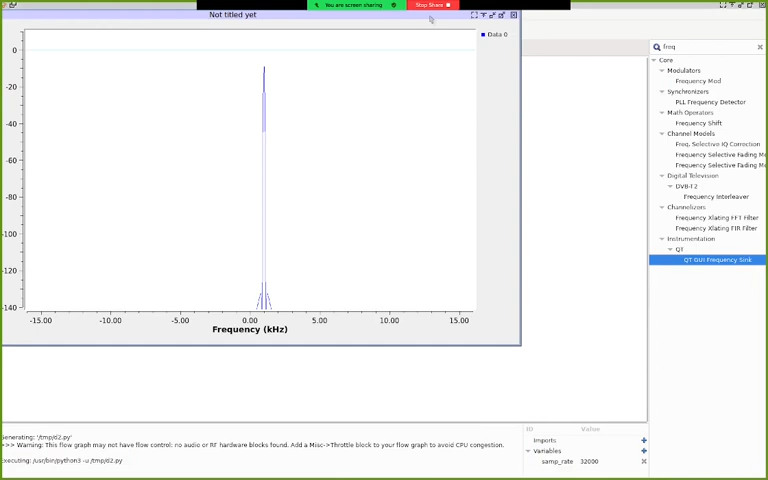 You are screen sharing
Stop Share
Not titled yet
Data 0
0
-20
-40
-60
-80
-100
-120
-140
-15.00 -10.00 -5.00 0.00 5.00 10.00 15.00
Frequency (kHz)
freq
Core
Modulators
Frequency Mod
Synchronizers
PLL Frequency Detector
Math Operators
Frequency Shift
Channel Models
Freq. Selective IQ Correction
Frequency Selective Fading Mo
Frequency Selective Fading Mo
Digital Television
DVB-T2
Frequency Interleaver
Channelizers
Frequency Xlating FFT Filter
Frequency Xlating FIR Filter
Instrumentation
QT
QT GUI Frequency Sink
Generating: '/tmp/d2.py'
>>> Warning: This flow graph may not have flow control: no audio or RF hardware blocks found. Add a Misc->Throttle block to your flow graph to avoid CPU congestion.
Executing: /usr/bin/python3 -u /tmp/d2.py
ID Value
Imports
Variables
samp_rate 32000